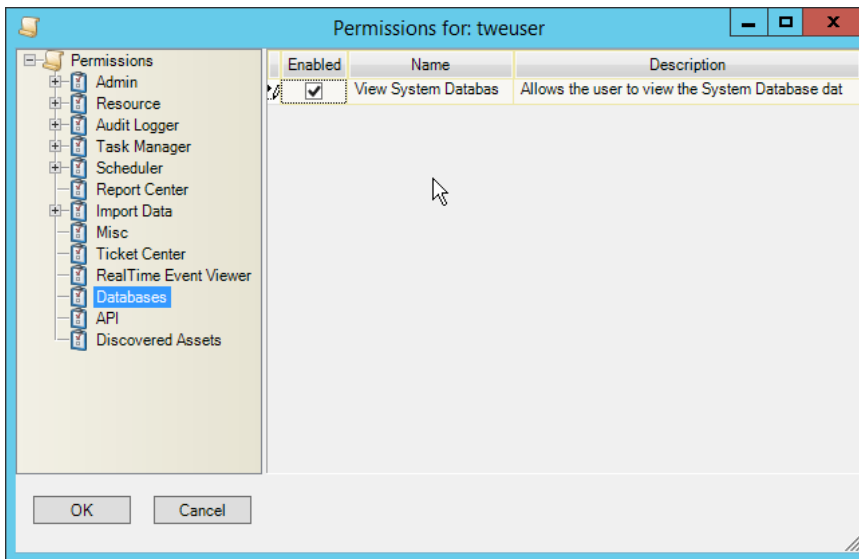 Permissions for: tweuser
Permissions
Admin
Resource
Audit Logger
Task Manager
Scheduler
Report Center
Import Data
Misc
Ticket Center
RealTime Event Viewer
Databases
API
Discovered Assets
Enabled Name Description
View System Databas Allows the user to view the System Database dat
OK Cancel